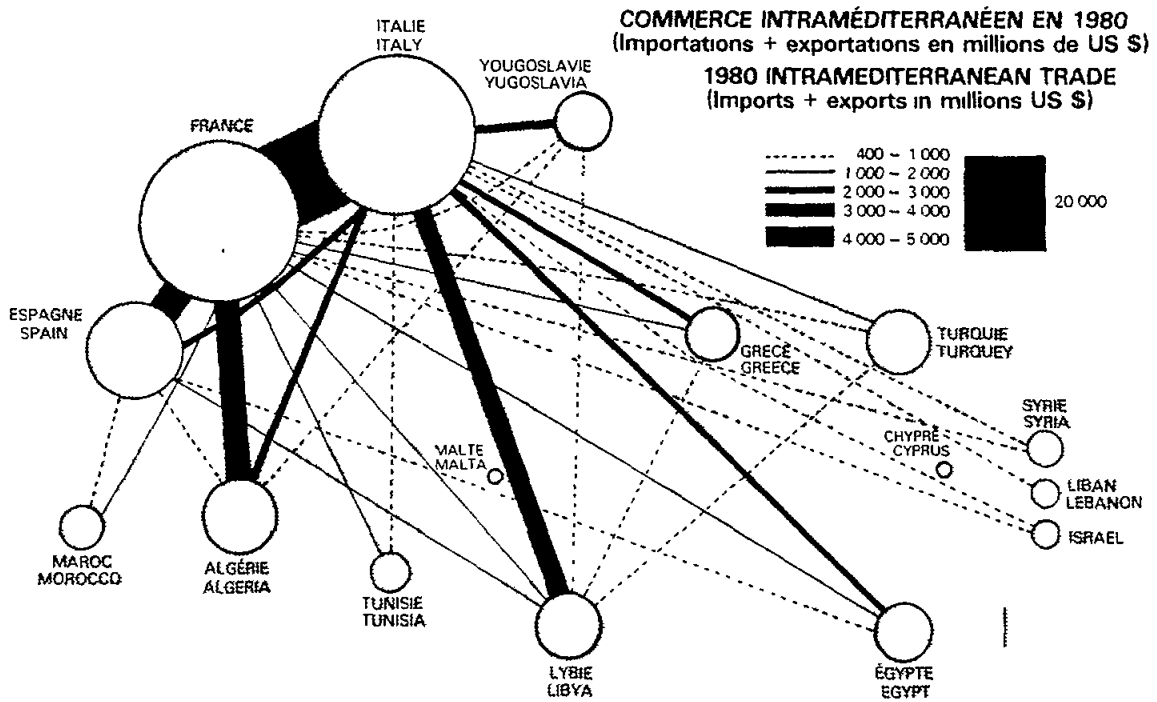 COMMERCE INTRAMÉDITERRANÉEN EN 1980
(Importations + exportations en millions de US $)
1980 INTRAMEDITERRANEAN TRADE
(Imports + exports in millions US $)
400 – 1 000
1 000 – 2 000
2 000 – 3 000
3 000 – 4 000
4 000 – 5 000
20 000
ITALIE
ITALY
YOUGOSLAVIE
YUGOSLAVIA
FRANCE
ESPAGNE
SPAIN
GRECE
GREECE
TURQUIE
TURQUEY
SYRIE
SYRIA
CHYPRE
CYPRUS
MALTE
MALTA
LIBAN
LEBANON
ISRAEL
MAROC
MOROCCO
ALGÉRIE
ALGERIA
TUNISIE
TUNISIA
LYBIE
LIBYA
ÉGYPTE
EGYPT